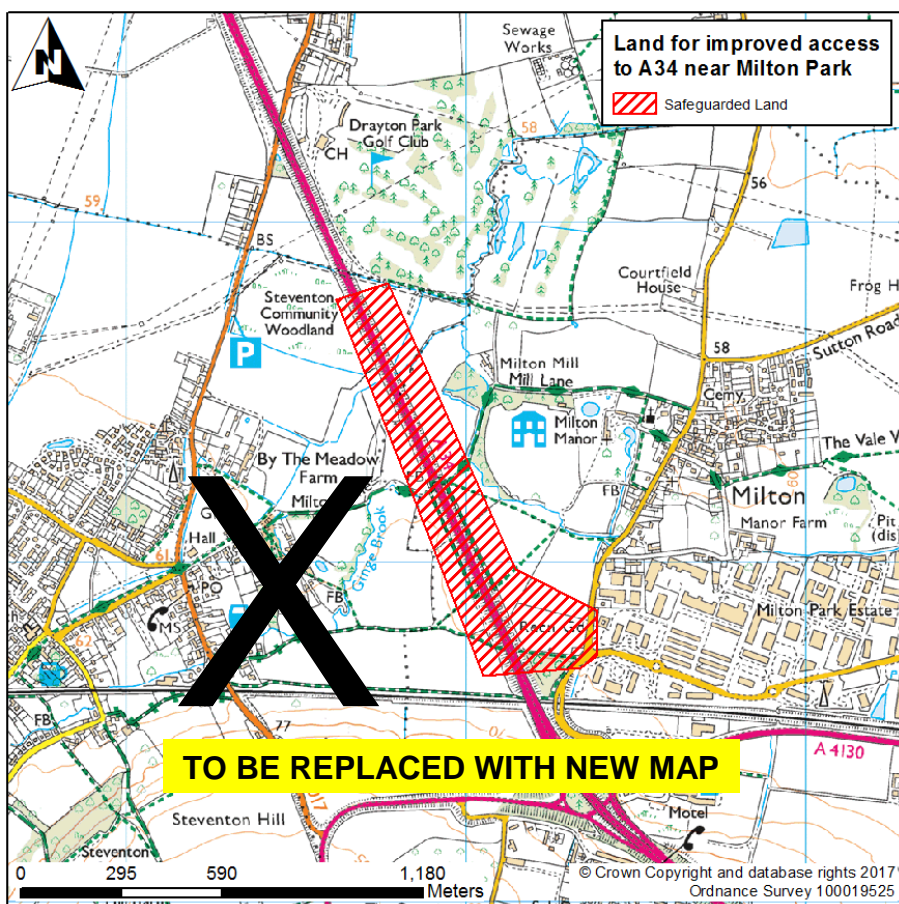 N
Sewage
Works
Land for improved access
to A34 near Milton Park
Safeguarded Land
Drayton Park
Golf Club
CH
58
56
59
BS
Steventon
Community
Woodland
P
Courtfield
House
Frog H
58
Sutton Road
Milton Mill
Mill Lane
Cemy
Milton
Manor
The Vale W
By The Meadow
Farm
FB
Milton
Manor Farm
Pit
(dis)
60
Hall
61
Ginge Brook
PO
FB
MS
62
Milton Park Estate
FB
77
A 4130
TO BE REPLACED WITH NEW MAP
Steventon Hill
Motel
Steventon
0 295 590 1,180
Meters
© Crown Copyright and database rights 2017
Ordnance Survey 100019525